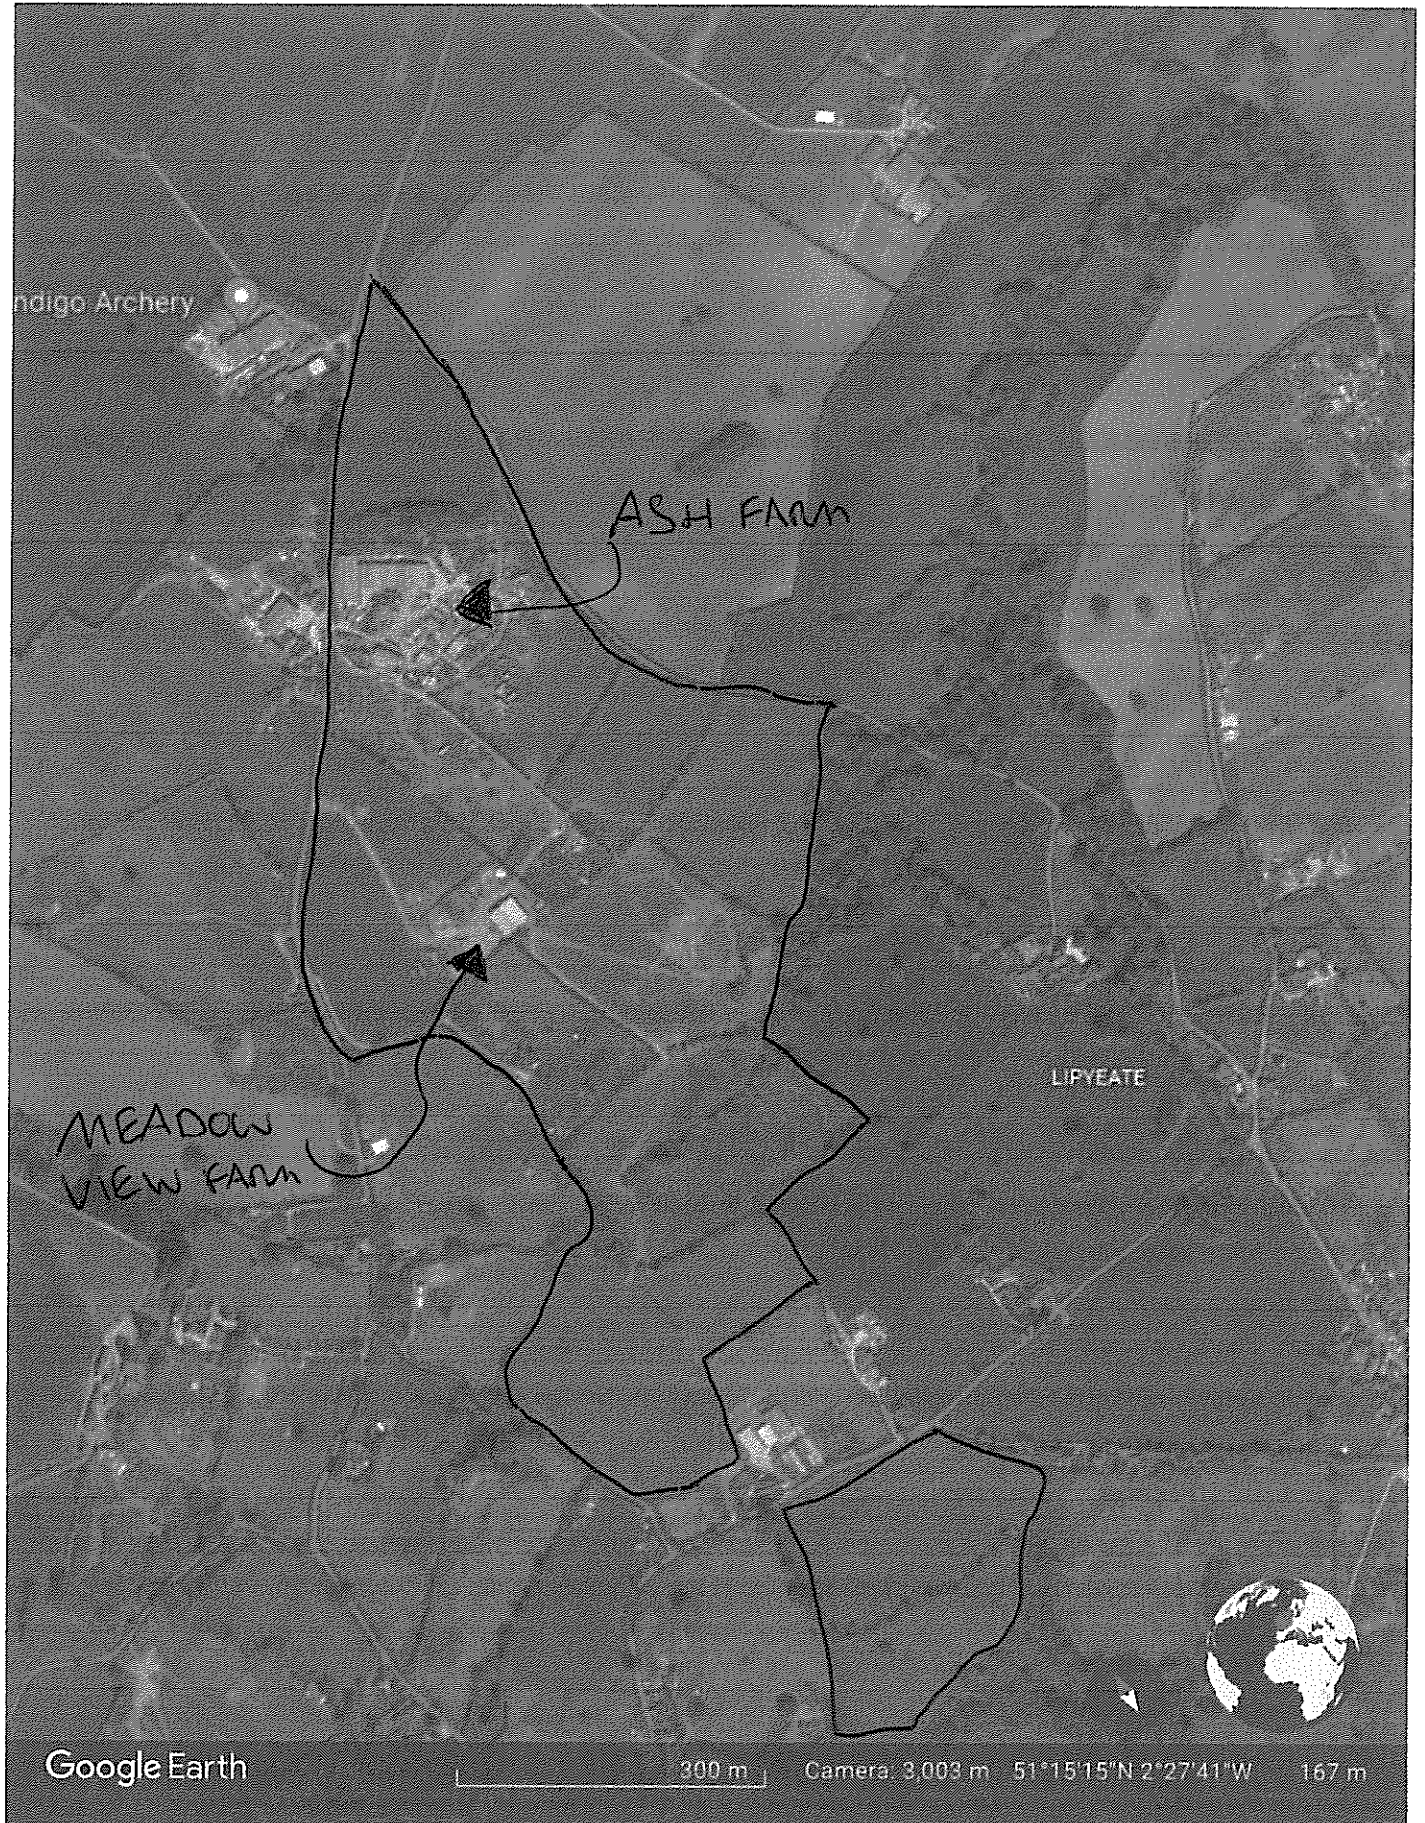 ndigo Archery
ASH FARM
MEADOW
VIEW FARM
LIPYEATE
Google Earth
300 m
Camera: 3,003 m
51°15'15"N 2°27'41"W
167 m